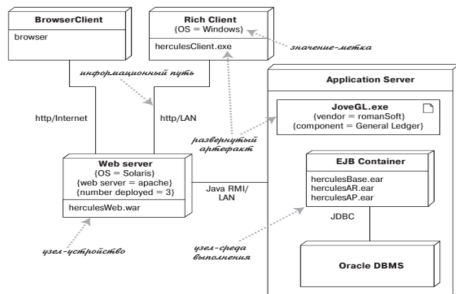 BrowserClient
browser
Rich Client
{OS = Windows}
herculesClient.exe
значение-метка
информационный путь
http/Internet
http/LAN
развернутый
артефакт
Application Server
JoveGL.exe
{vendor = romanSoft}
{component = General Ledger}
Web server
{OS = Solaris}
{web server = apache}
{number deployed = 3}
herculesWeb.war
Java RMI/
LAN
EJB Container
herculesBase.ear
herculesAR.ear
herculesAP.ear
JDBC
узел-устройство
узел-среда
выполнения
Oracle DBMS